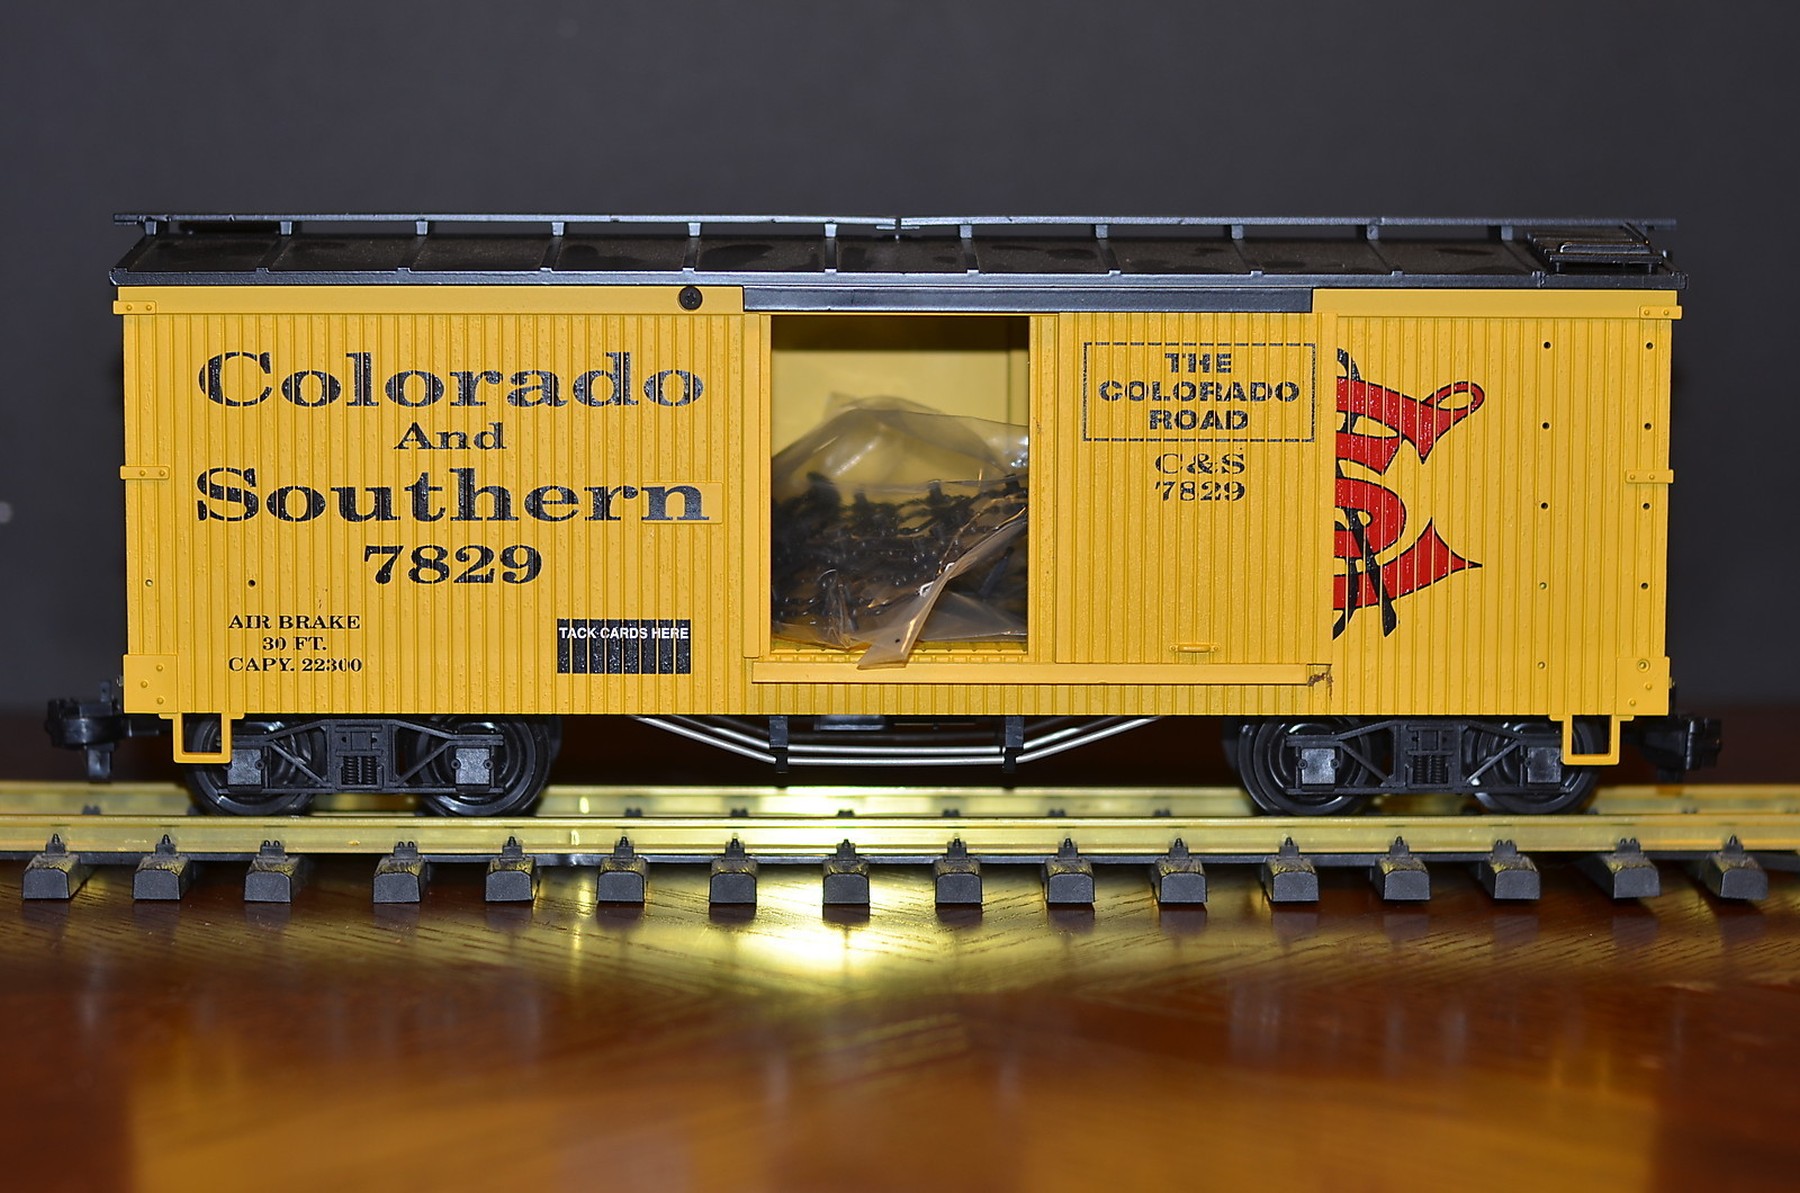 Colorado
And
Southern
7829
AIR BRAKE
30 FT.
CAPY. 22300
TACK CARDS HERE
THE
COLORADO
ROAD
C&S
7829